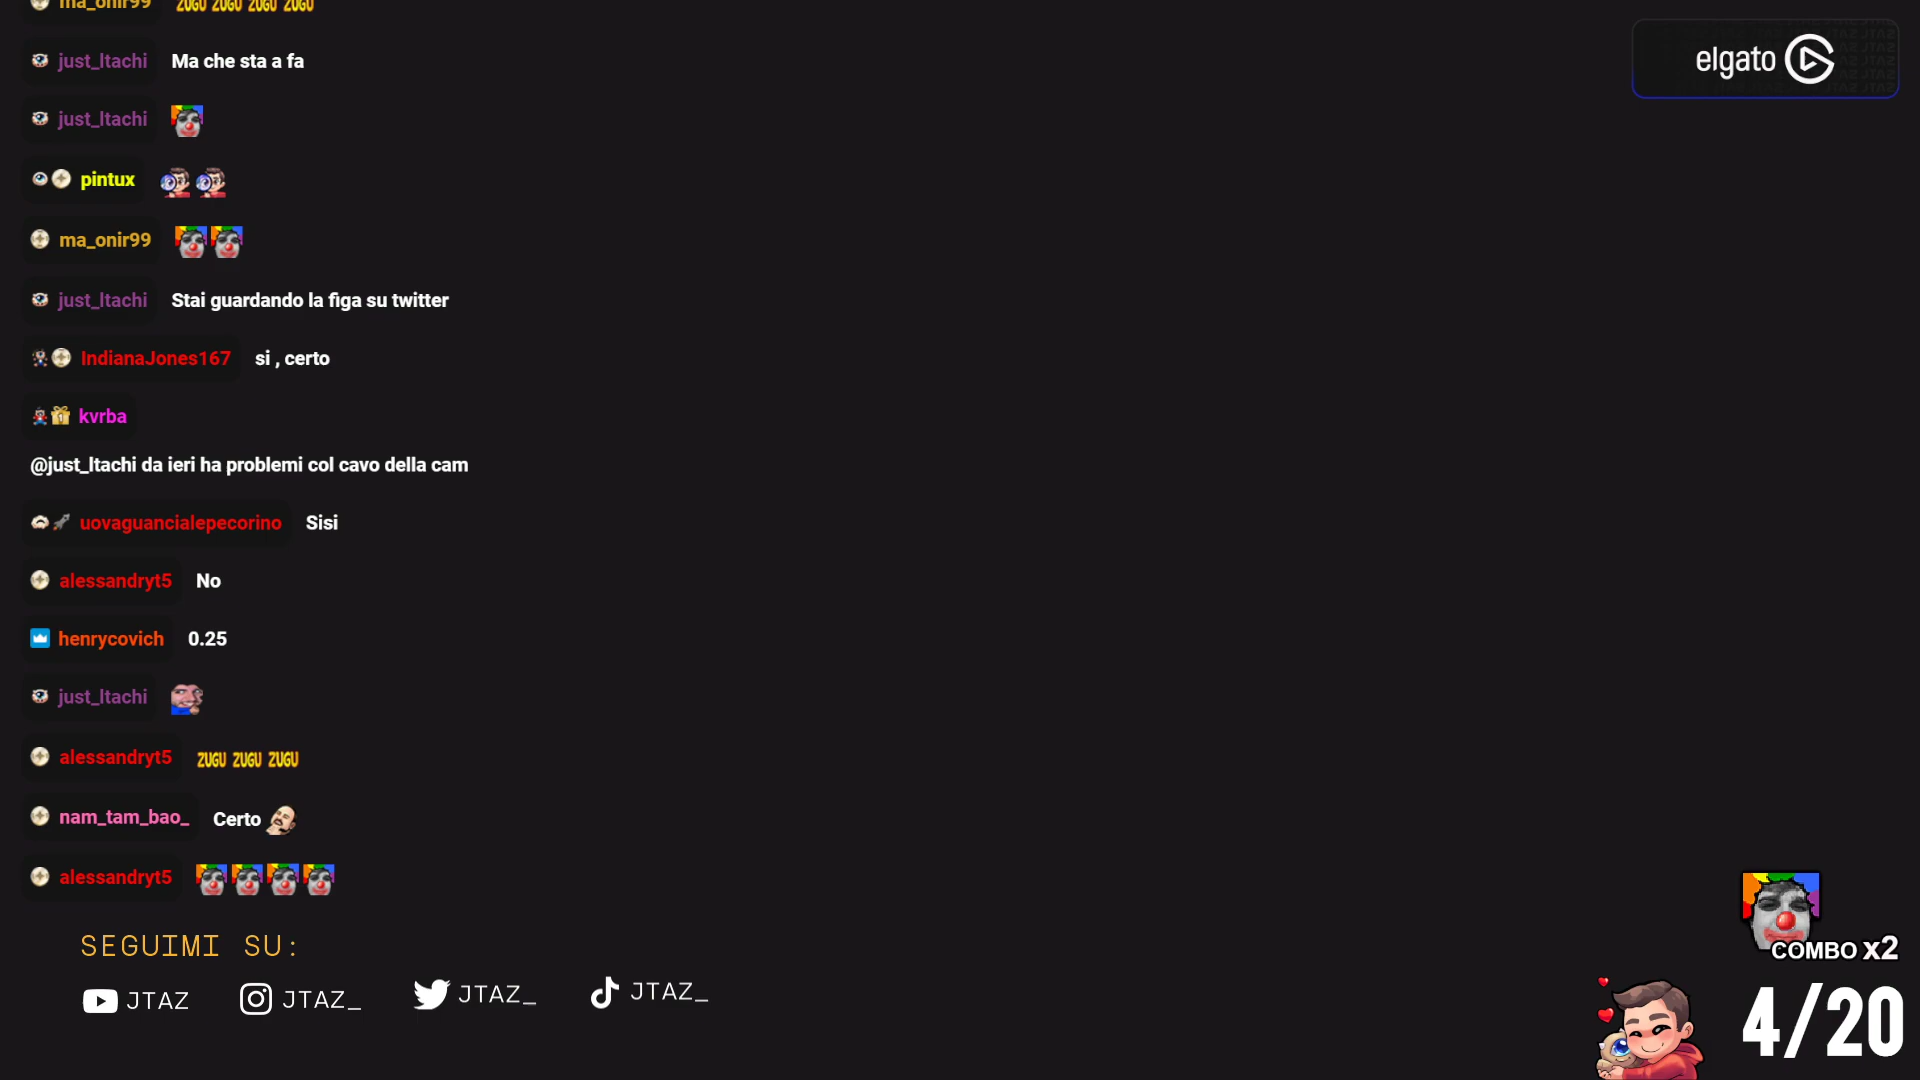 ma_onir99 ZUGU ZUGU ZUGU ZUGU
just_Itachi Ma che sta a fa
just_Itachi
pintux
ma_onir99
just_Itachi Stai guardando la figa su twitter
IndianaJones167 si , certo
kvrba
@just_Itachi da ieri ha problemi col cavo della cam
uovaguancialepecorino Sisi
alessandryt5 No
henrycovich 0.25
just_Itachi
alessandryt5 ZUGU ZUGU ZUGU
nam_tam_bao_ Certo
alessandryt5
SEGUIMI SU:
JTAZ JTAZ_ JTAZ_ JTAZ_
elgato
COMBO x2
4/20